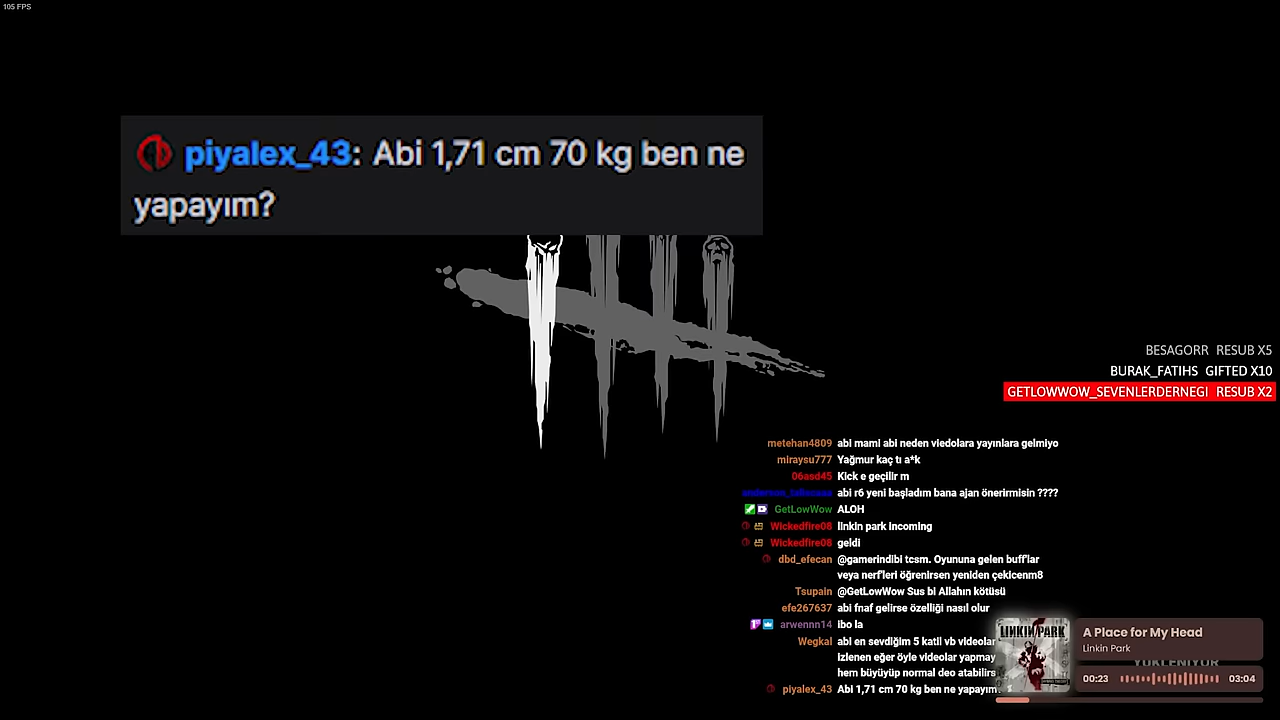 105 FPS
piyalex_43: Abi 1,71 cm 70 kg ben ne
yapayım?
BESAGORR RESUB X5
BURAK_FATIHS GIFTED X10
GETLOWWOW_SEVENLERDERNEGI RESUB X2
metehan4809 abi mami abi neden viedolara yayınlara gelmiyo
miraysu777 Yağmur kaç tı a*k
06asd45 Kick e geçilir m
abi r6 yeni başladım bana ajan önerirmisin ????
GetLowWow ALOH
Wickedfire08 linkin park incoming
Wickedfire08 geldi
dbd_efecan @gamerindibi tcsm. Oyununa gelen buff'lar
veya nerf'leri öğrenirsen yeniden çekicenm8
Tsupain @GetLowWow Sus bi Allahın kötüsü
efe267637 abi fnaf gelirse özelliği nasıl olur
arwennn14 ibo la
Wegkal abi en sevdiğim 5 katil vb videolar
izlenen eğer öyle videolar yapmay
hem büyüyüp normal deo atabilirs
piyalex_43 Abi 1,71 cm 70 kg ben ne yapayım
LINKIN PARK
A Place for My Head
Linkin Park
YÜKLENİYOR
00:23 03:04